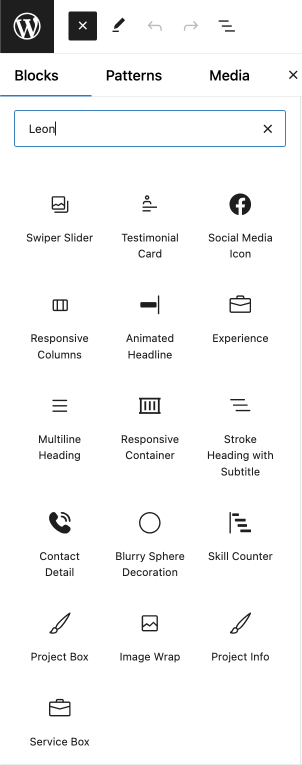 Blocks Patterns Media
Leon
Swiper Slider
Testimonial
Card
Social Media
Icon
Responsive
Columns
Animated
Headline
Experience
Multiline
Heading
Responsive
Container
Stroke
Heading with
Subtitle
Contact
Detail
Blurry Sphere
Decoration
Skill Counter
Project Box
Image Wrap
Project Info
Service Box